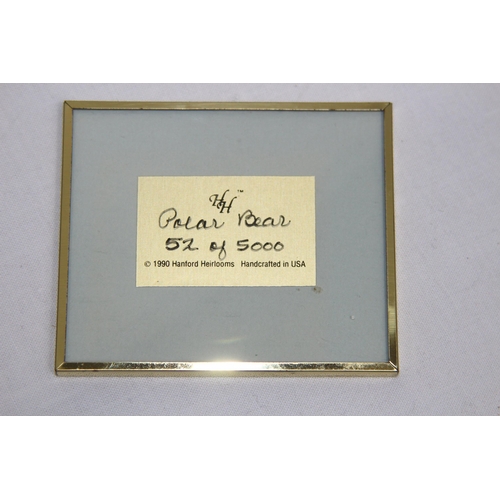 HH™
Polar Bear
52 of 5000
© 1990 Hanford Heirlooms Handcrafted in USA